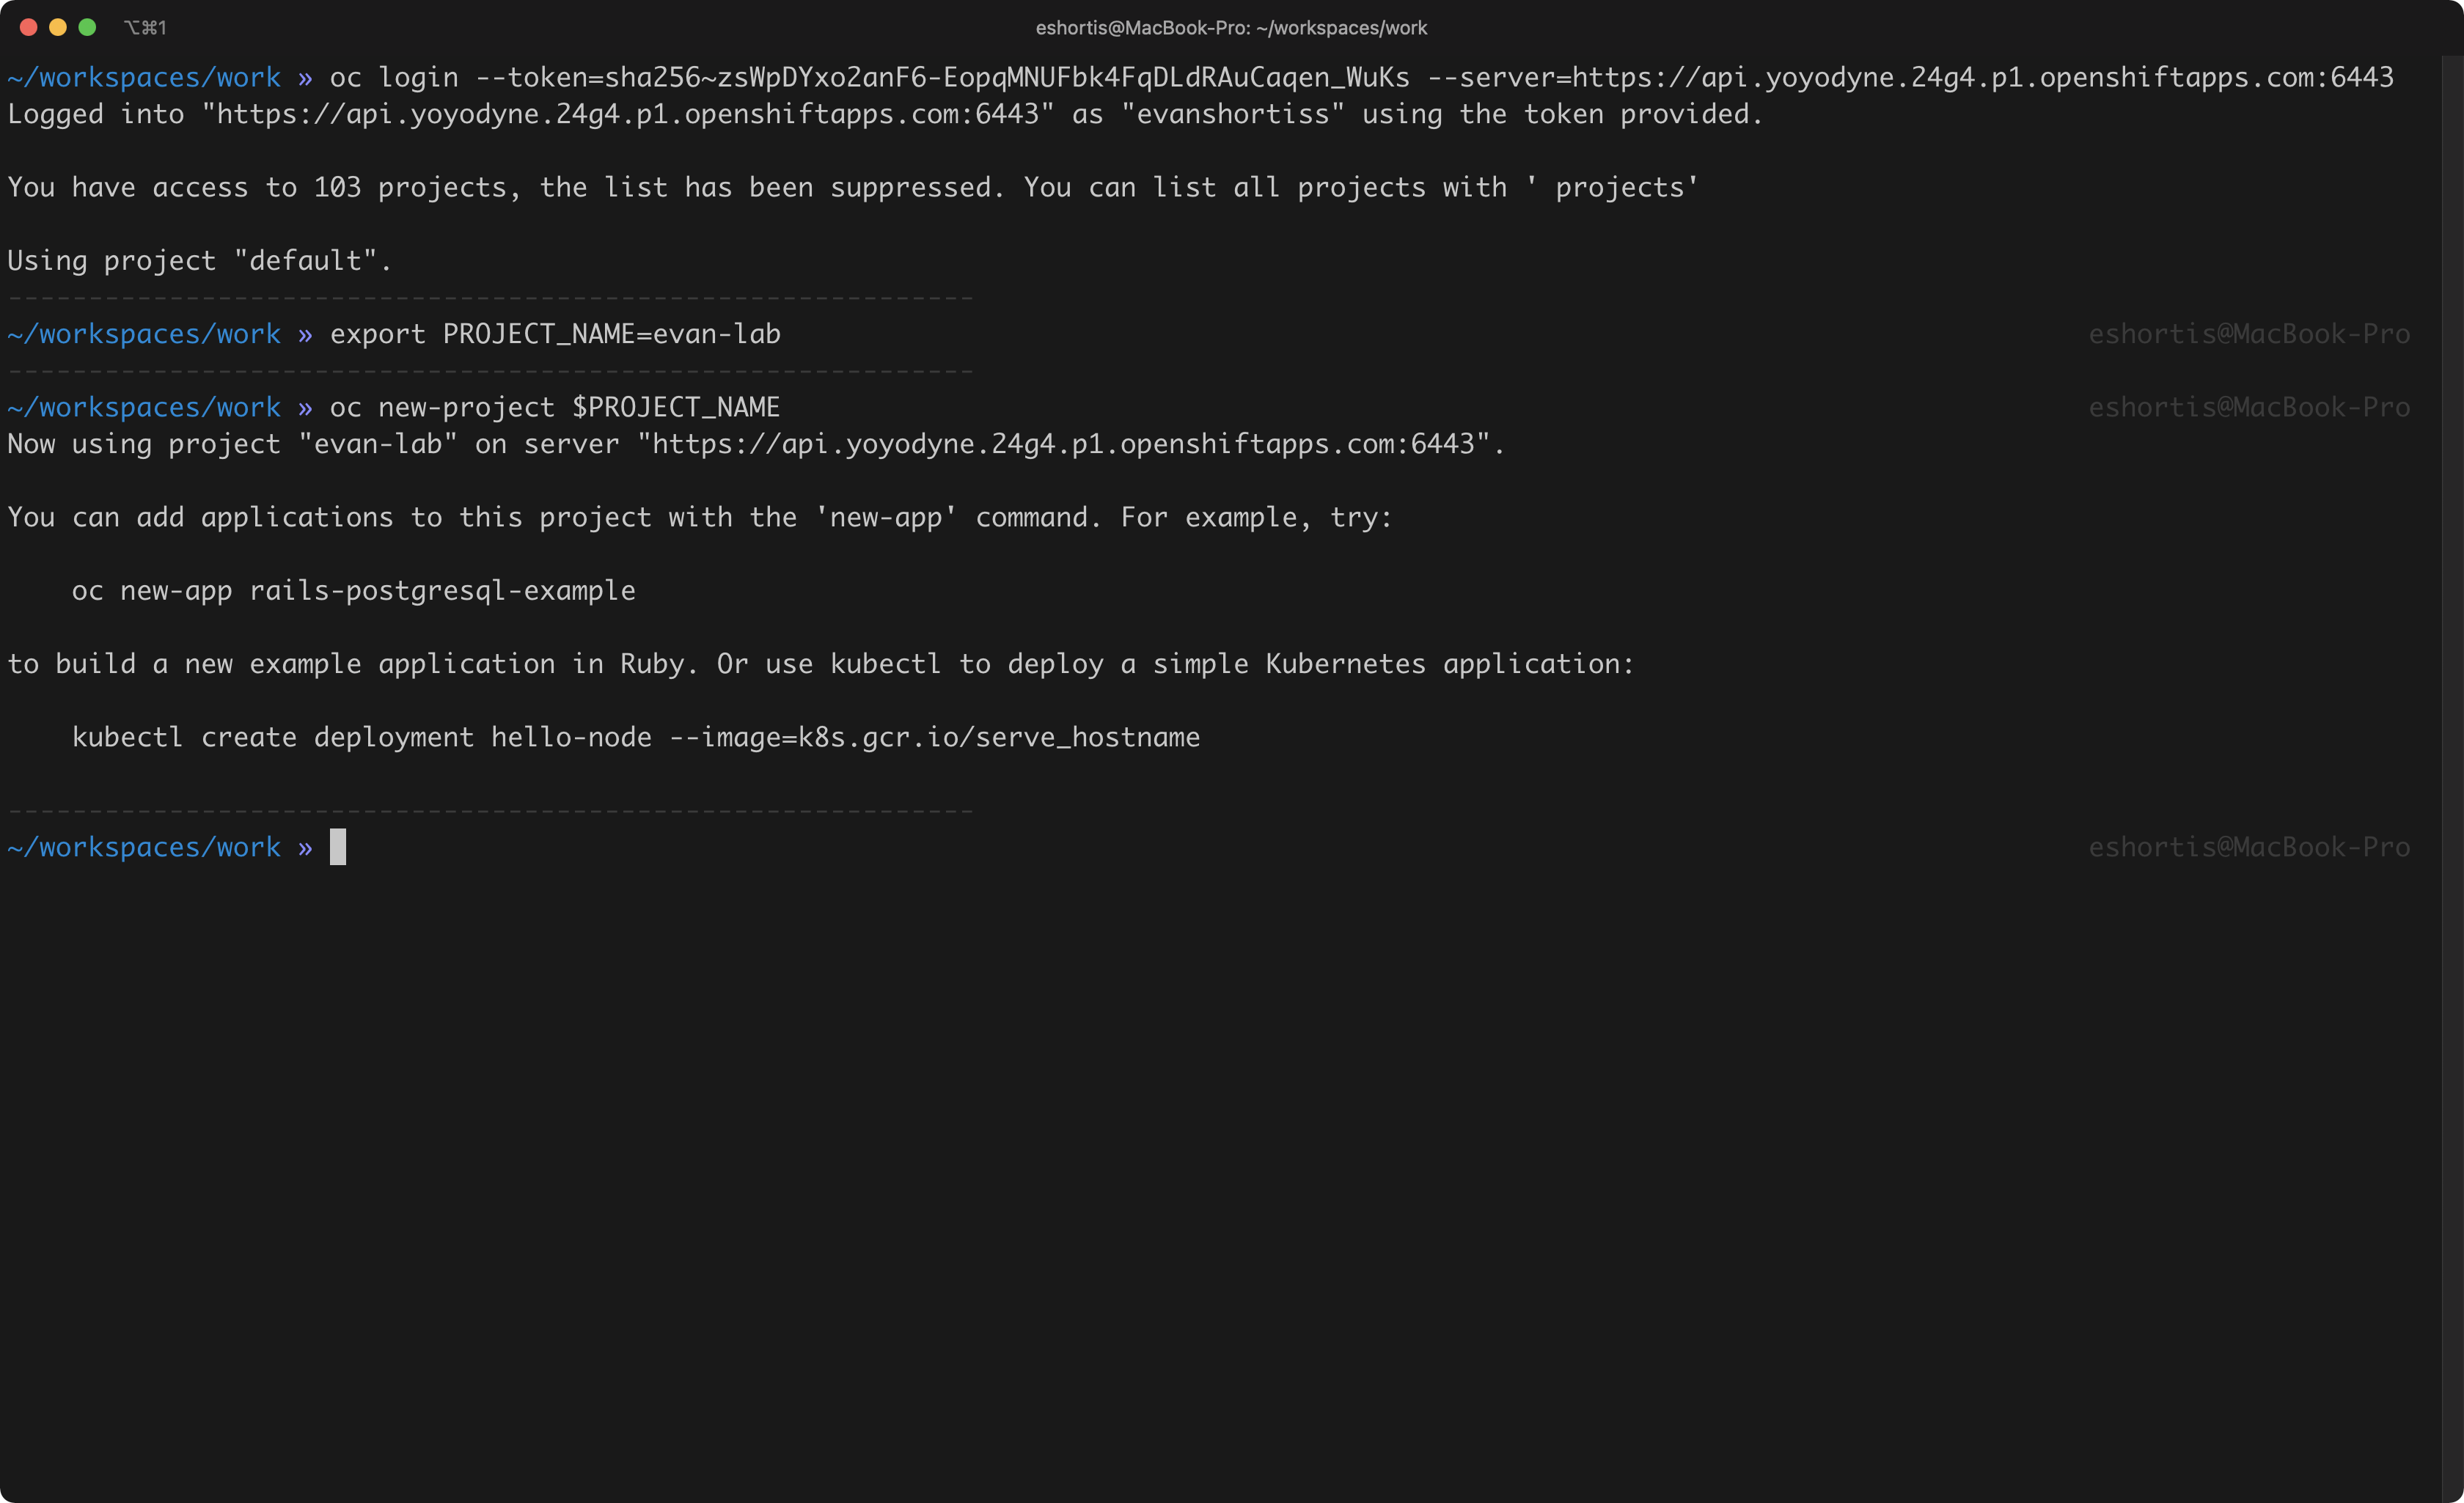 ⌥⌘1
eshortis@MacBook-Pro: ~/workspaces/work
~/workspaces/work » oc login --token=sha256~zsWpDYxo2anF6-EopqMNUFbk4FqDLdRAuCaqen_WuKs --server=https://api.yoyodyne.24g4.p1.openshiftapps.com:6443
Logged into "https://api.yoyodyne.24g4.p1.openshiftapps.com:6443" as "evanshortiss" using the token provided.
You have access to 103 projects, the list has been suppressed. You can list all projects with ' projects'
Using project "default".
------------------------------------------------------------
~/workspaces/work » export PROJECT_NAME=evan-lab eshortis@MacBook-Pro
------------------------------------------------------------
~/workspaces/work » oc new-project $PROJECT_NAME eshortis@MacBook-Pro
Now using project "evan-lab" on server "https://api.yoyodyne.24g4.p1.openshiftapps.com:6443".
You can add applications to this project with the 'new-app' command. For example, try:
oc new-app rails-postgresql-example
to build a new example application in Ruby. Or use kubectl to deploy a simple Kubernetes application:
kubectl create deployment hello-node --image=k8s.gcr.io/serve_hostname
------------------------------------------------------------
~/workspaces/work » eshortis@MacBook-Pro